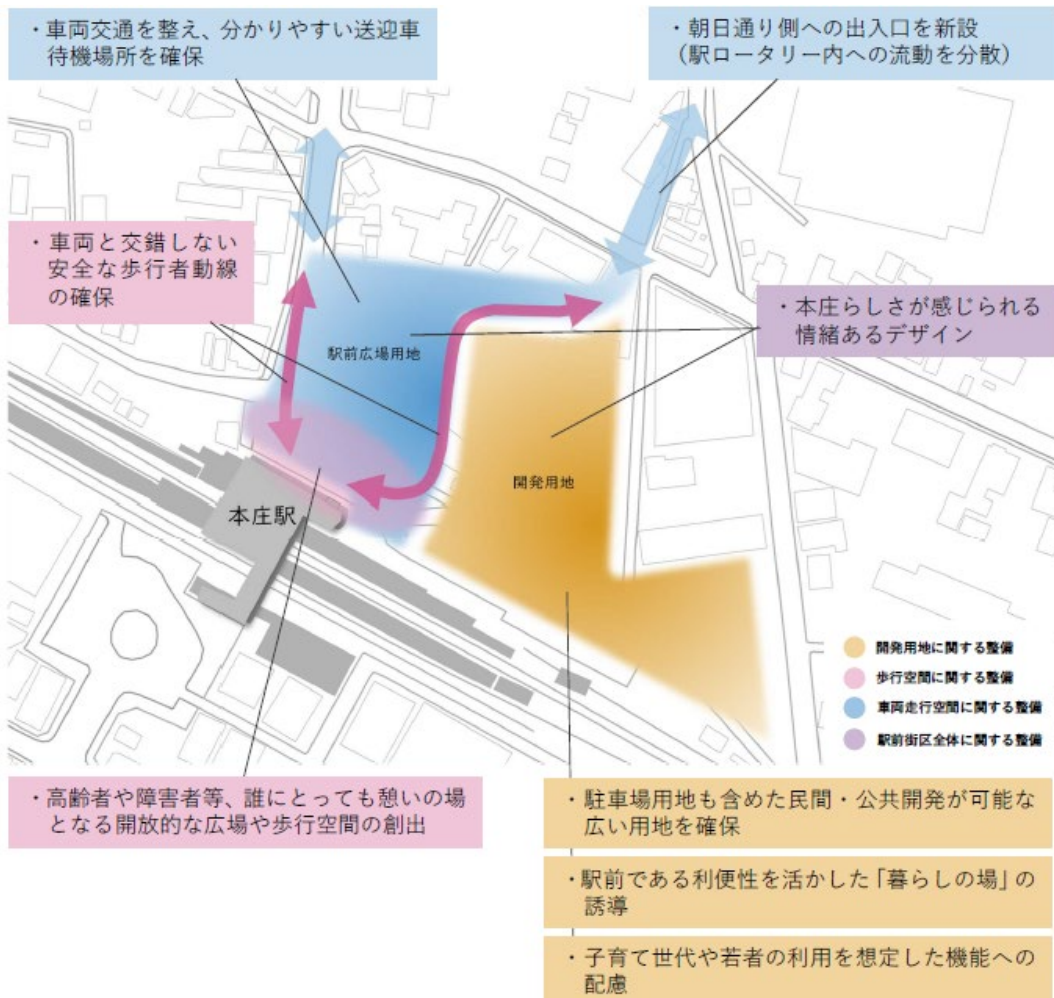 ・車両交通を整え、分かりやすい送迎車
待機場所を確保
・朝日通り側への出入口を新設
（駅ロータリー内への流動を分散）
・車両と交錯しない
安全な歩行者動線
の確保
・本庄らしさが感じられる
情緒あるデザイン
駅前広場用地
開発用地
本庄駅
開発用地に関する整備
歩行空間に関する整備
車両走行空間に関する整備
駅前街区全体に関する整備
・高齢者や障害者等、誰にとっても憩いの場
となる開放的な広場や歩行空間の創出
・駐車場用地も含めた民間・公共開発が可能な
広い用地を確保
・駅前である利便性を活かした「暮らしの場」の
誘導
・子育て世代や若者の利用を想定した機能への
配慮